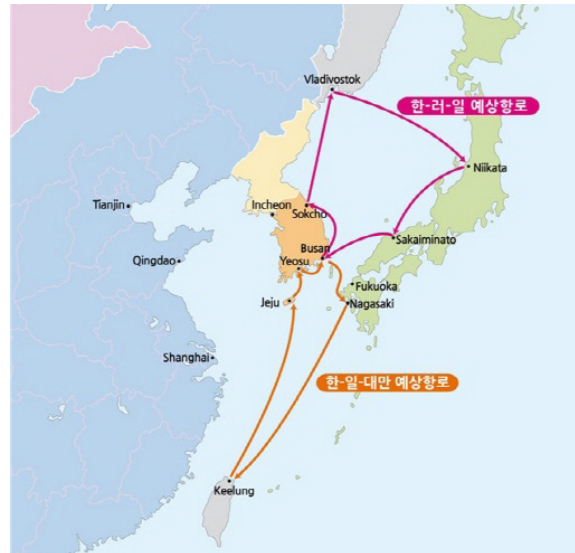 Vladivostok
한-러-일 예상항로
Niikata
Tianjin
Incheon
Sokcho
Sakaiminato
Busan
Qingdao
Yeosu
Fukuoka
Jeju
Nagasaki
Shanghai
한-일-대만 예상항로
Keelung